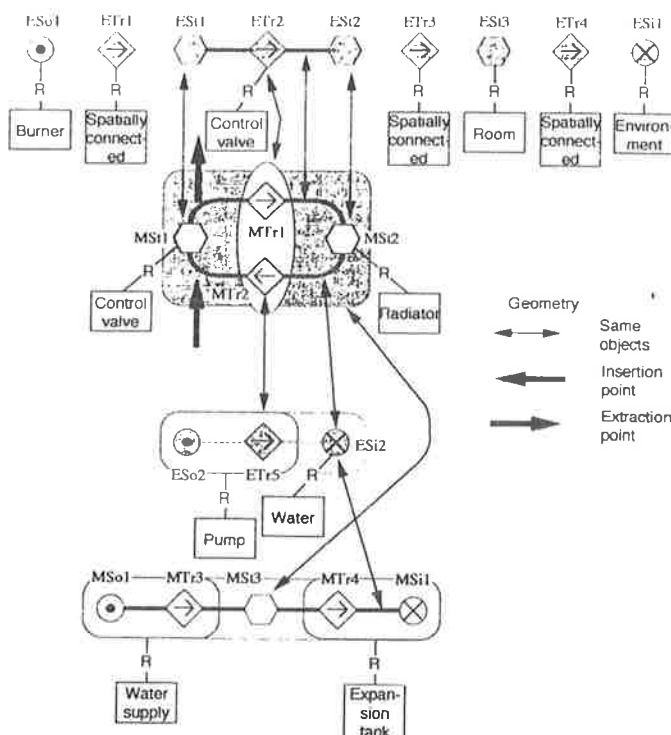 ESo1 ETr1 ESt1 ETr2 ESt2 ETr3 ESt3 ETr4 ESi1
R R R R R R R
Burner
Spatially
connect-
ed
Control
valve
Spatially
connect-
ed
Room
Spatially
connect-
ed
Environ-
ment
MSt1 MTr1 MSt2
R R
MTr2
Control
valve
Radiator
Geometry
Same
objects
Insertion
point
Extraction
point
ESo2 ETr5 ESi2
R R
Pump
Water
MSo1 MTr3 MSt3 MTr4 MSi1
R R
Water
supply
Expan-
sion
tank